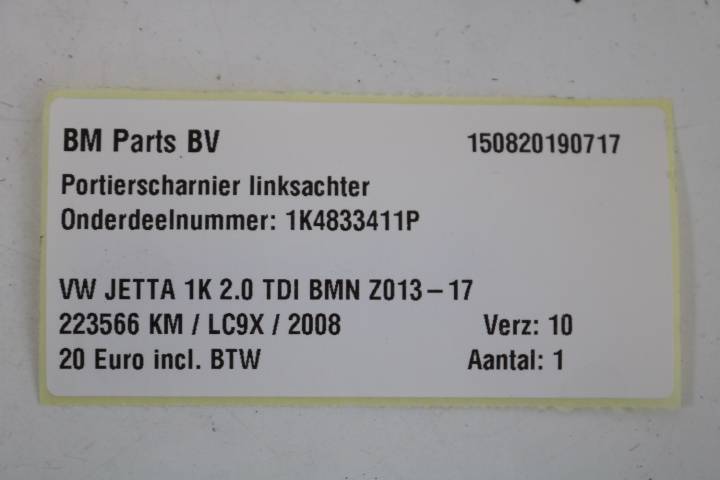 BM Parts BV 150820190717
Portierscharnier linksachter
Onderdeelnummer: 1K4833411P
VW JETTA 1K 2.0 TDI BMN Z013-17
223566 KM / LC9X / 2008 Verz: 10
20 Euro incl. BTW Aantal: 1